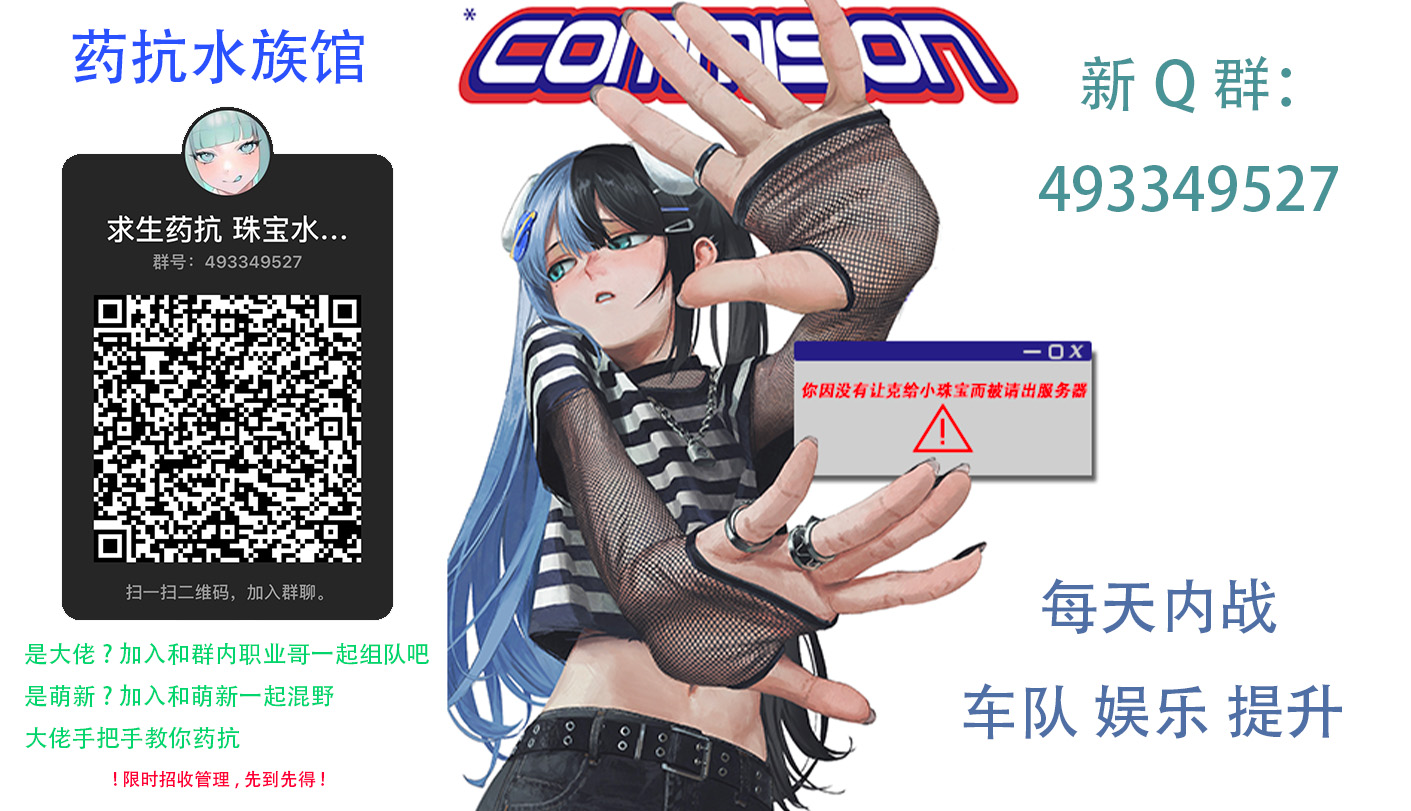 药抗水族馆
求生药抗 珠宝水...
群号：493349527
扫一扫二维码，加入群聊。
是大佬？加入和群内职业哥一起组队吧
是萌新？加入和萌新一起混野
大佬手把手教你药抗
！限时招收管理，先到先得！
*
新 Q 群：
493349527
— O X
你因没有让克给小珠宝而被请出服务器
!
每天内战
车队 娱乐 提升